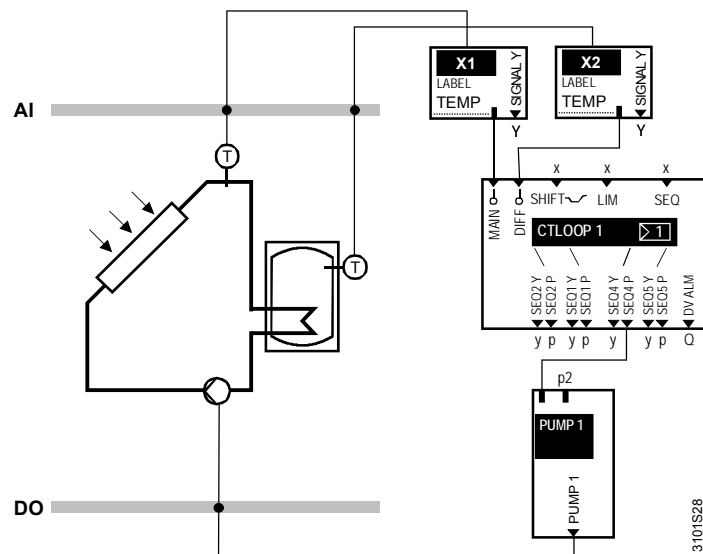 X1
LABEL
TEMP
SIGNAL Y
Y
X2
LABEL
TEMP
SIGNAL Y
Y
AI
T
T
x x x
MAIN
DIFF
SHIFT LIM SEQ
CTLOOP 1 1
SEQ2 Y
SEQ2 P
SEQ1 Y
SEQ1 P
SEQ4 Y
SEQ4 P
SEQ5 Y
SEQ5 P
DV ALM
y p y p y p y p Q
p2
PUMP 1
PUMP 1
DO
3101S28